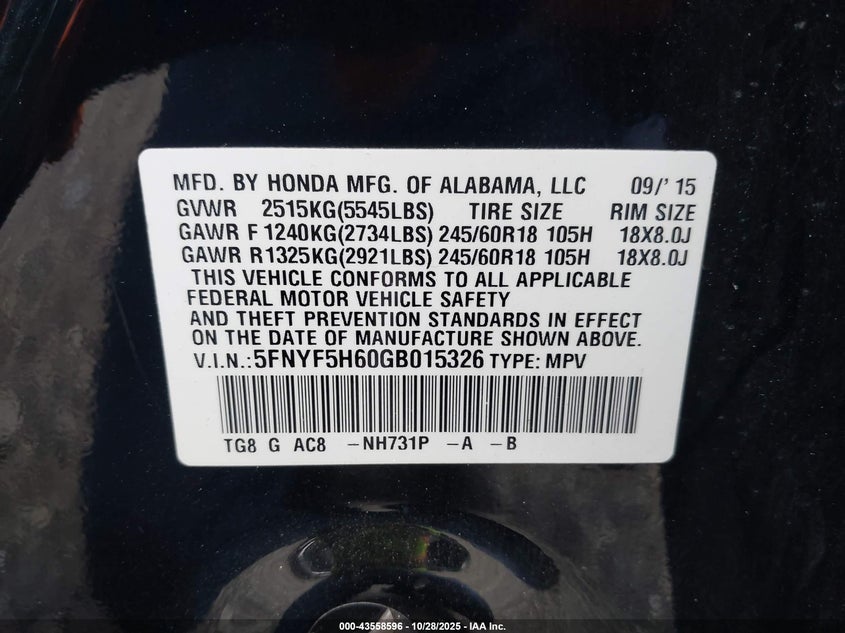 MFD. BY HONDA MFG. OF ALABAMA, LLC 09/' 15
GVWR 2515KG(5545LBS) TIRE SIZE RIM SIZE
GAWR F 1240KG(2734LBS) 245/60R18 105H 18X8.0J
GAWR R 1325KG(2921LBS) 245/60R18 105H 18X8.0J
THIS VEHICLE CONFORMS TO ALL APPLICABLE
FEDERAL MOTOR VEHICLE SAFETY
AND THEFT PREVENTION STANDARDS IN EFFECT
ON THE DATE OF MANUFACTURE SHOWN ABOVE.
V.I.N.:5FNYF5H60GB015326 TYPE: MPV
TG8 G AC8 –NH731P –A –B
000-43558596 - 10/28/2025 - IAA Inc.